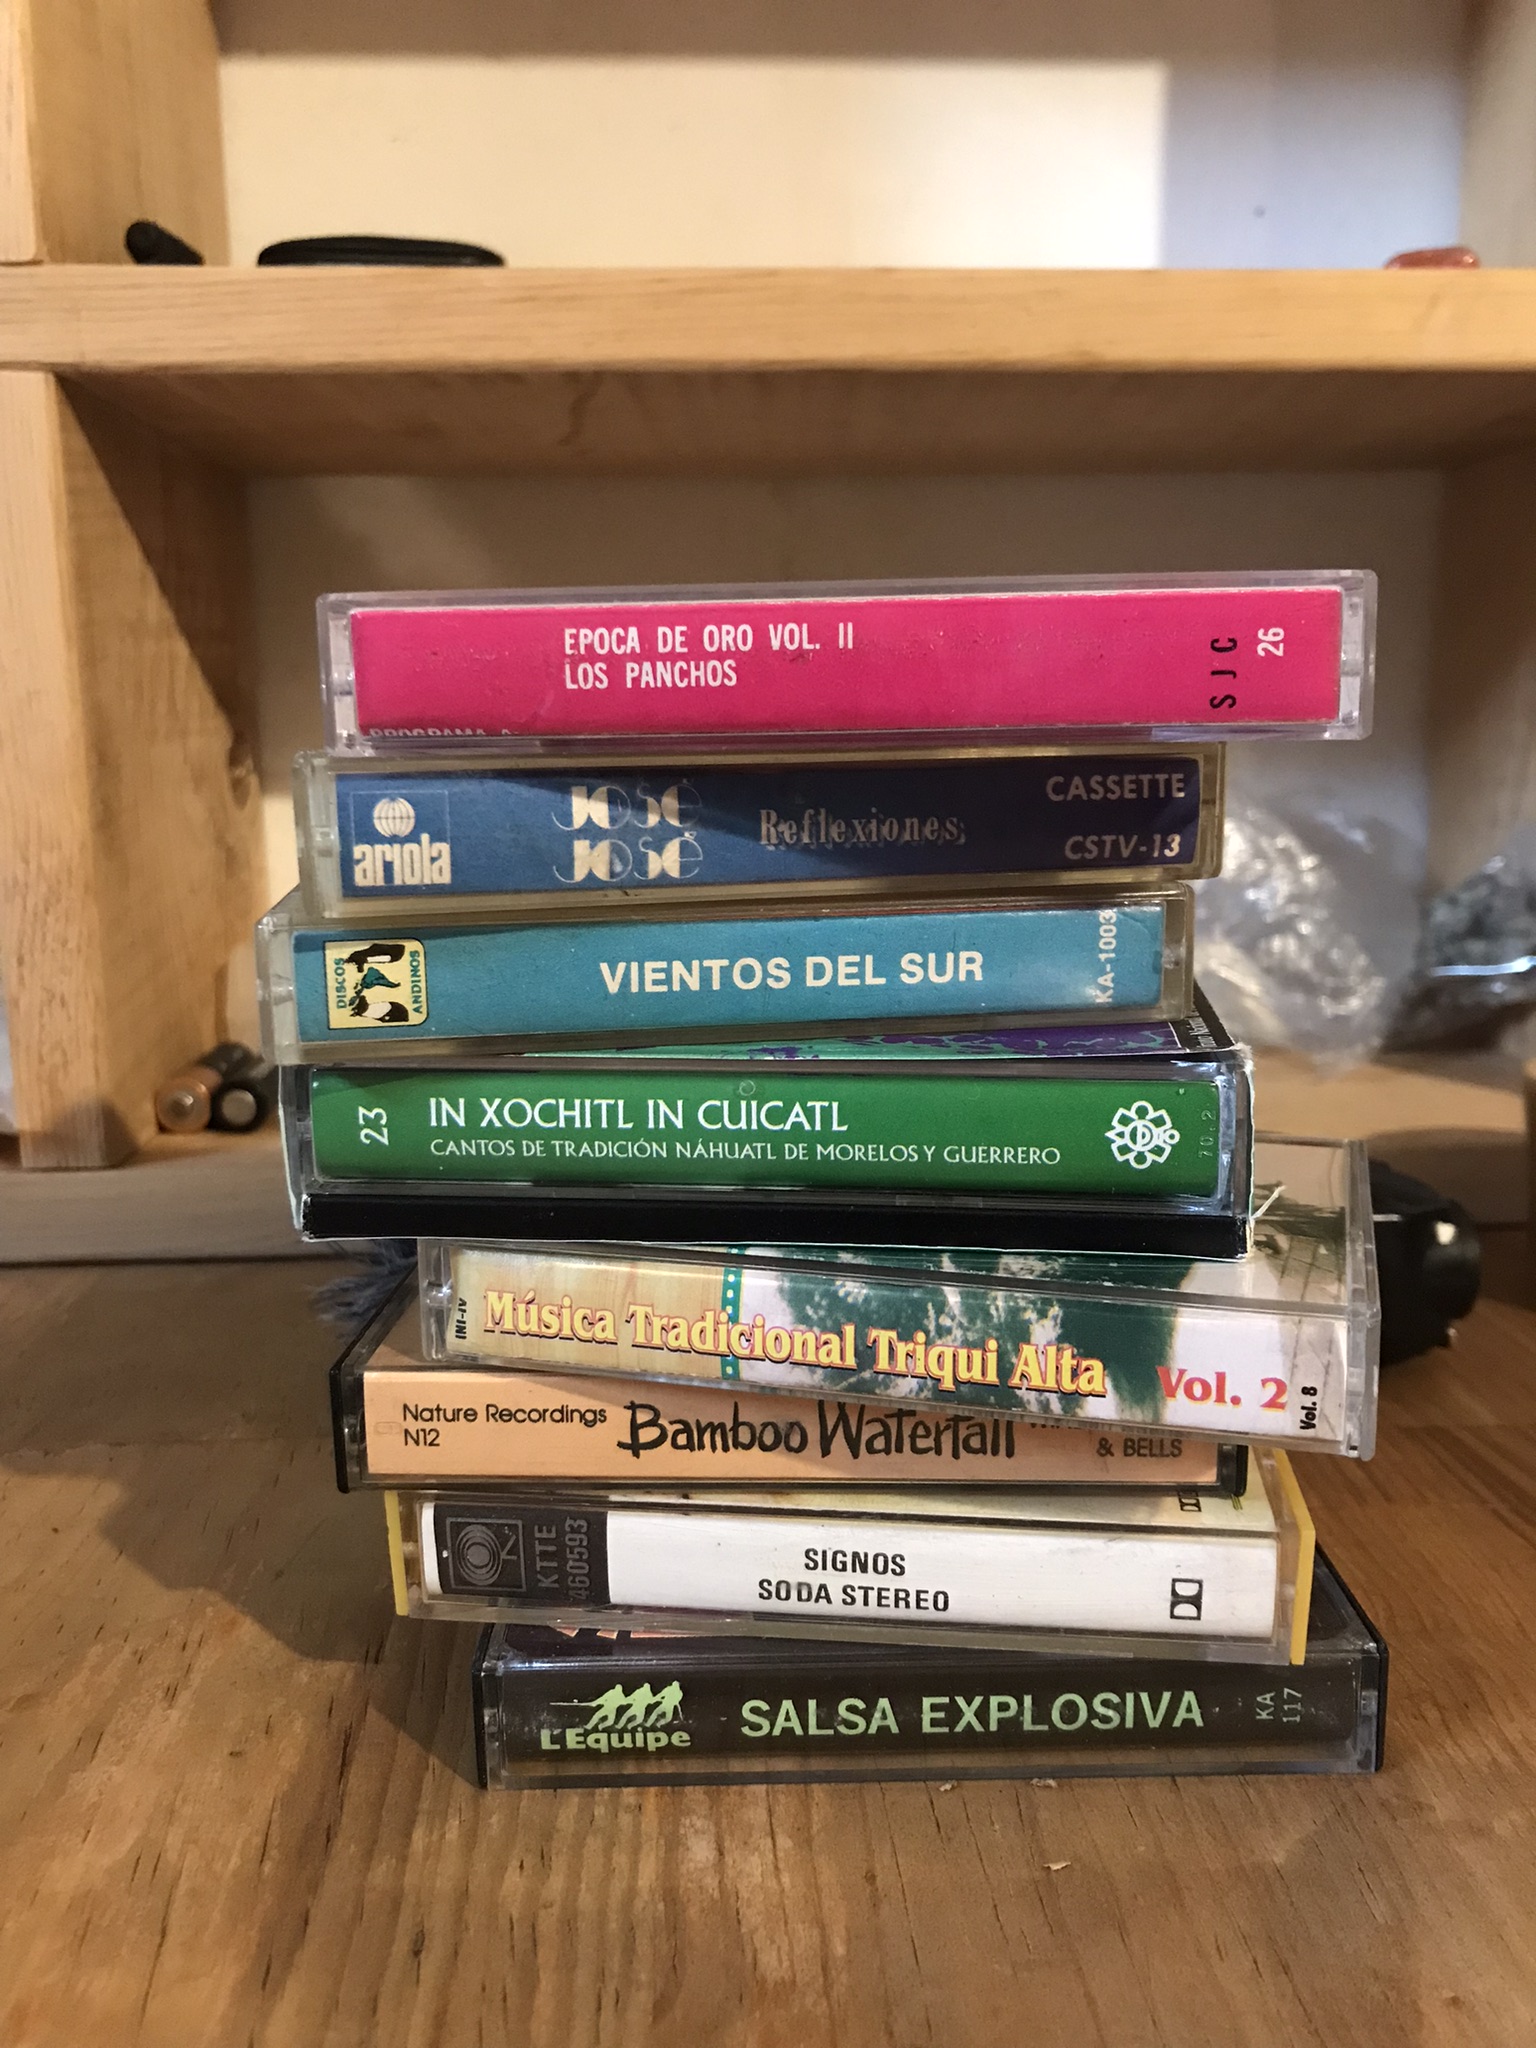 EPOCA DE ORO VOL. II
LOS PANCHOS
SJC
26
PROGRAMA A:
ariola
José
José
Reflexiones
CASSETTE
CSTV-13
DISCOS
ANDINOS
VIENTOS DEL SUR
KA-1003
23
IN XOCHITL IN CUICATL
CANTOS DE TRADICIÓN NÁHUATL DE MORELOS Y GUERRERO
INI-IV
Música Tradicional Triqui Alta
Vol. 2
Vol. 8
Nature Recordings
N12
Bamboo Waterfall
& BELLS
KTTE
460593
SIGNOS
SODA STEREO
L'Equipe
SALSA EXPLOSIVA
KA
117